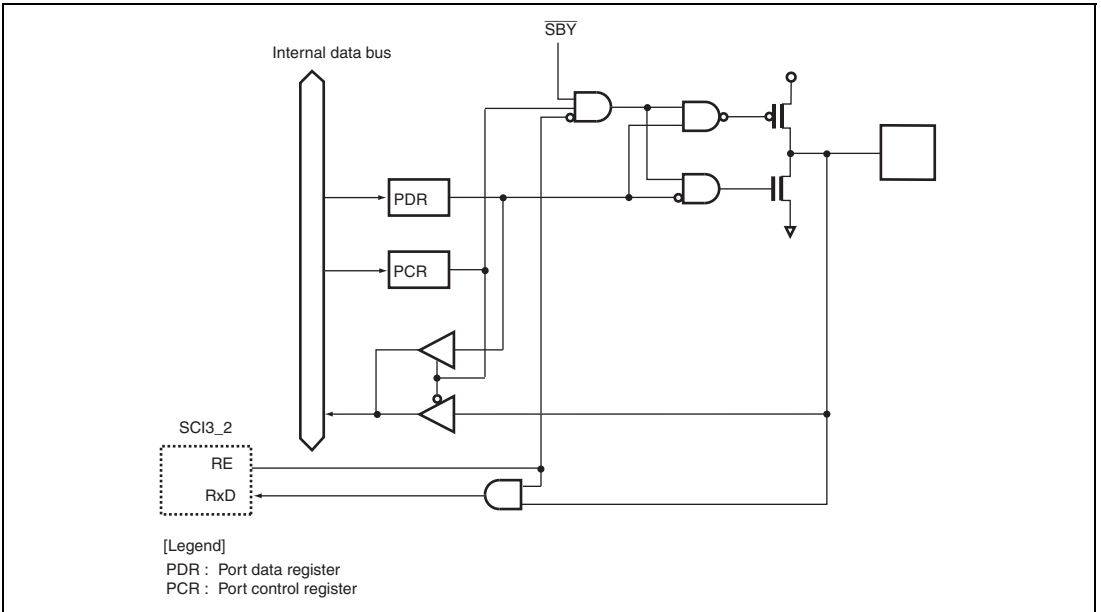 SBY
Internal data bus
PDR
PCR
SCI3_2
RE
RxD
[Legend]
PDR : Port data register
PCR : Port control register